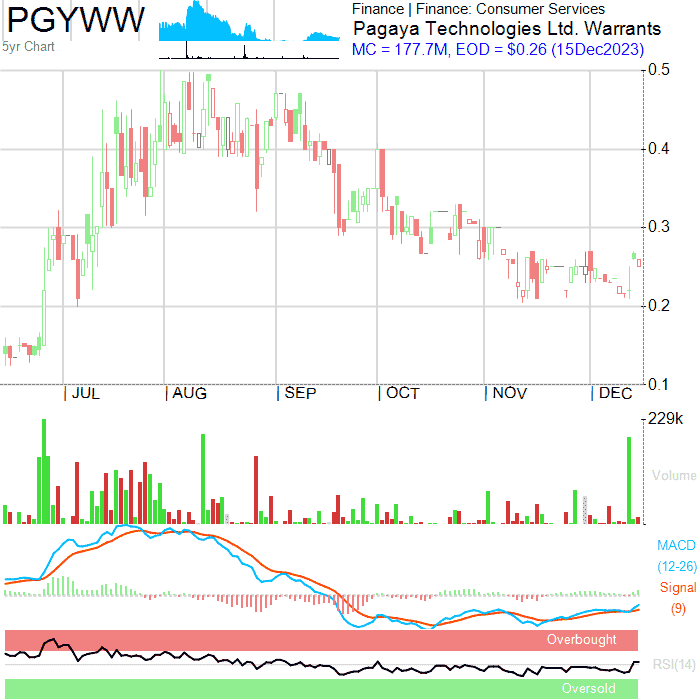 PGYWW
5yr Chart
Finance | Finance: Consumer Services
Pagaya Technologies Ltd. Warrants
MC = 177.7M, EOD = $0.26 (15Dec2023)
0.5
0.4
0.3
0.2
0.1
| JUL | AUG | SEP | OCT | NOV | DEC
229k
Volume
MACD
(12-26)
Signal
(9)
Overbought
RSI(14)
Oversold